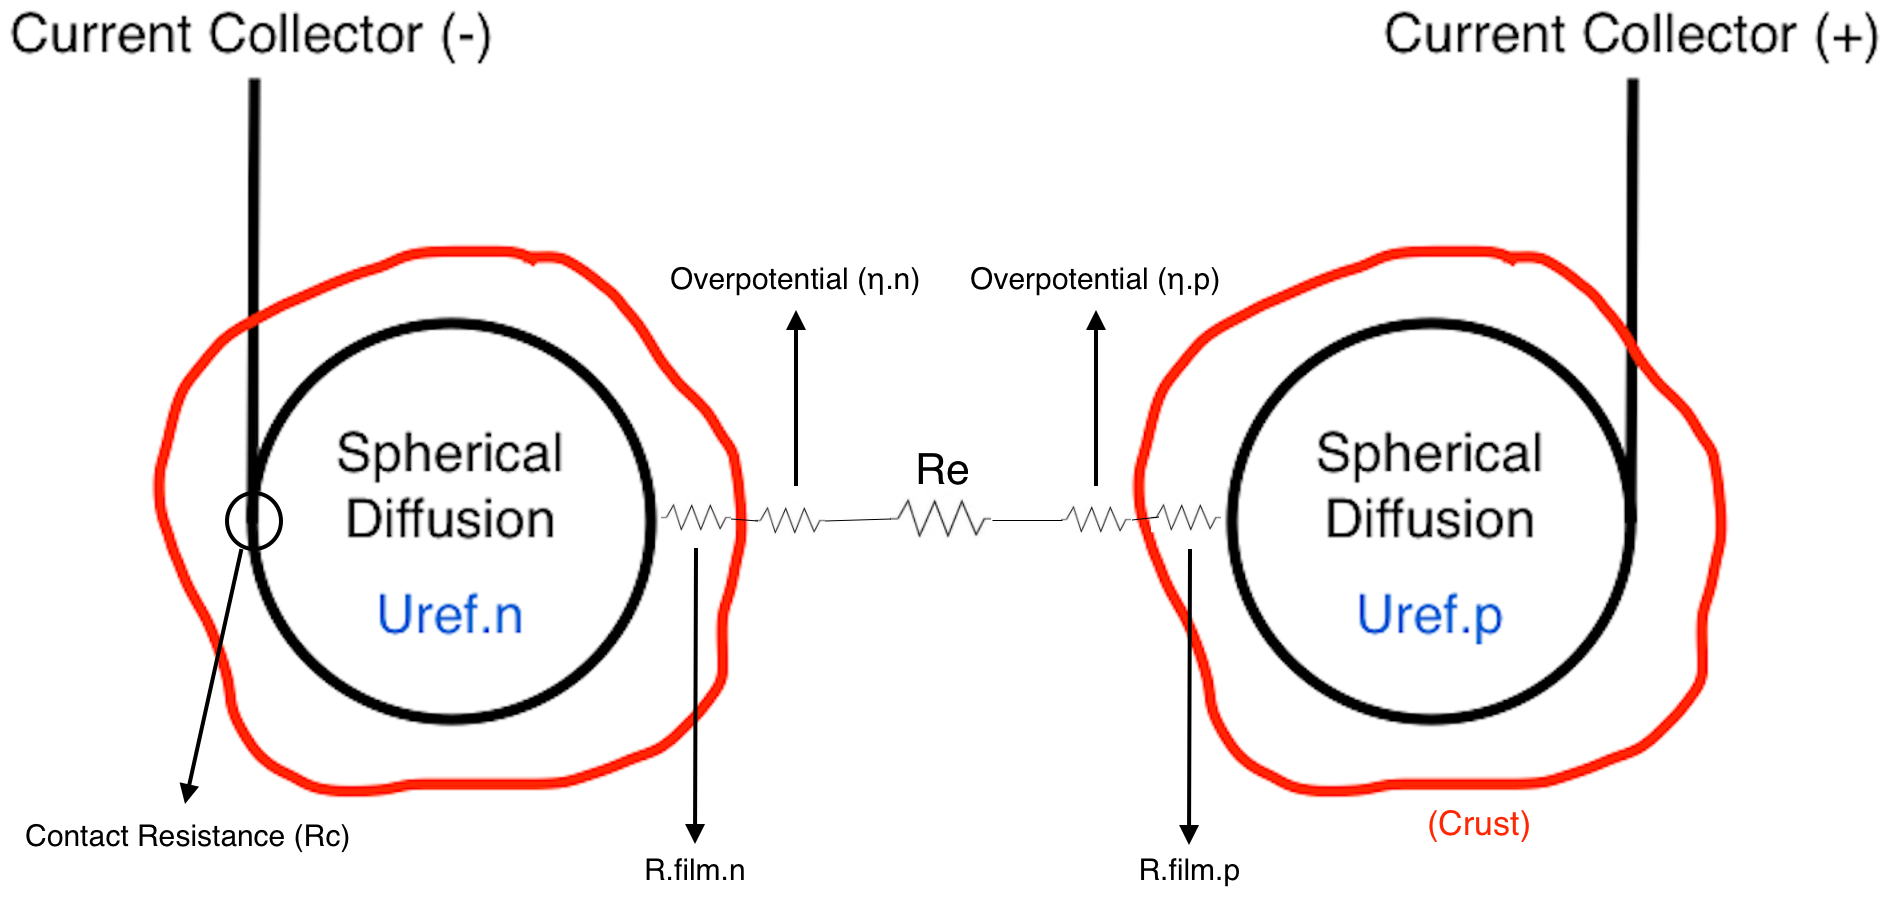 Current Collector (-)
Current Collector (+)
Overpotential (η.n)
Overpotential (η.p)
Re
Spherical
Diffusion
Uref.n
Spherical
Diffusion
Uref.p
Contact Resistance (Rc)
R.film.n
R.film.p
(Crust)